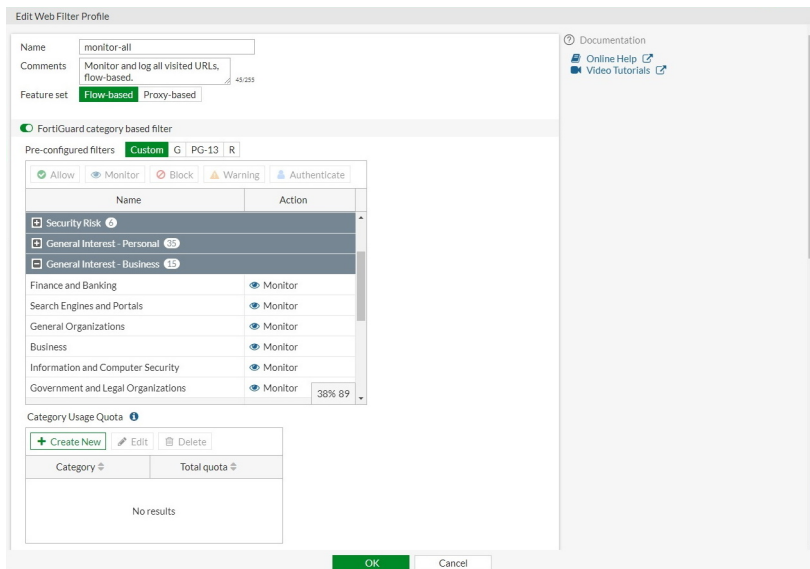 Edit Web Filter Profile
Name monitor-all
Comments Monitor and log all visited URLs,
flow-based.
45/255
Feature set Flow-based Proxy-based
FortiGuard category based filter
Pre-configured filters Custom G PG-13 R
Allow Monitor Block Warning Authenticate
Name Action
Security Risk 6
General Interest - Personal 35
General Interest - Business 15
Finance and Banking Monitor
Search Engines and Portals Monitor
General Organizations Monitor
Business Monitor
Information and Computer Security Monitor
Government and Legal Organizations Monitor
38% 89
Category Usage Quota
+ Create New Edit Delete
Category Total quota
No results
OK Cancel
Documentation
Online Help
Video Tutorials